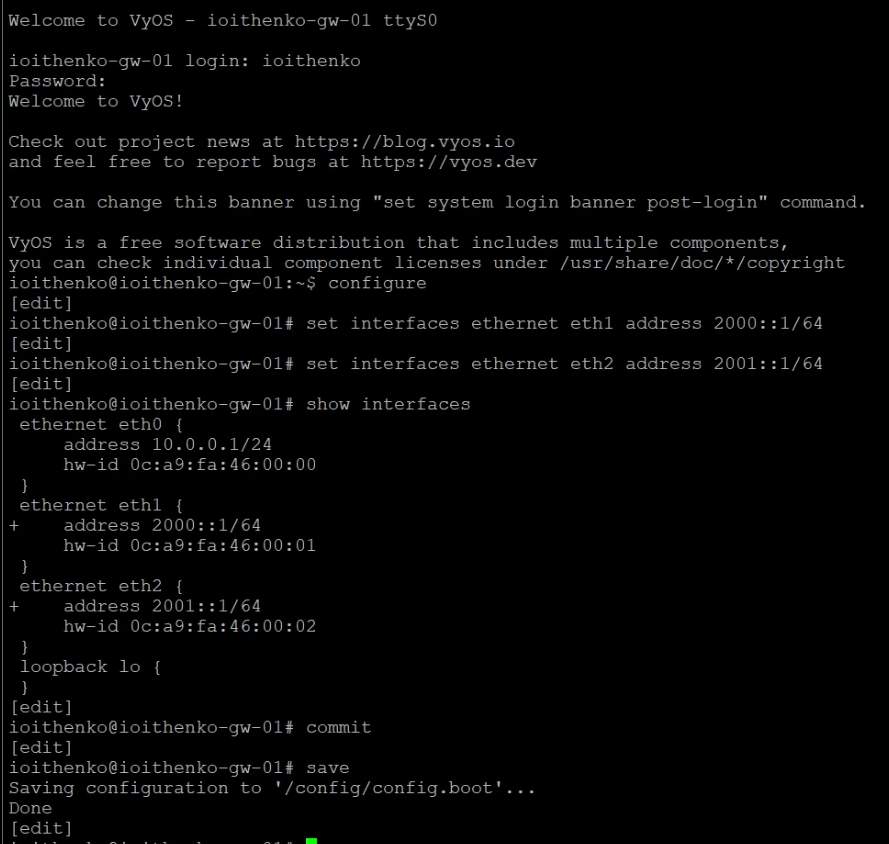 Welcome to VyOS - ioithenko-gw-01 ttyS0
ioithenko-gw-01 login: ioithenko
Password:
Welcome to VyOS!
Check out project news at https://blog.vyos.io
and feel free to report bugs at https://vyos.dev
You can change this banner using "set system login banner post-login" command.
VyOS is a free software distribution that includes multiple components,
you can check individual component licenses under /usr/share/doc/*/copyright
ioithenko@ioithenko-gw-01:~$ configure
[edit]
ioithenko@ioithenko-gw-01# set interfaces ethernet eth1 address 2000::1/64
[edit]
ioithenko@ioithenko-gw-01# set interfaces ethernet eth2 address 2001::1/64
[edit]
ioithenko@ioithenko-gw-01# show interfaces
 ethernet eth0 {
     address 10.0.0.1/24
     hw-id 0c:a9:fa:46:00:00
 }
 ethernet eth1 {
+    address 2000::1/64
     hw-id 0c:a9:fa:46:00:01
 }
 ethernet eth2 {
+    address 2001::1/64
     hw-id 0c:a9:fa:46:00:02
 }
 loopback lo {
 }
[edit]
ioithenko@ioithenko-gw-01# commit
[edit]
ioithenko@ioithenko-gw-01# save
Saving configuration to '/config/config.boot'...
Done
[edit]